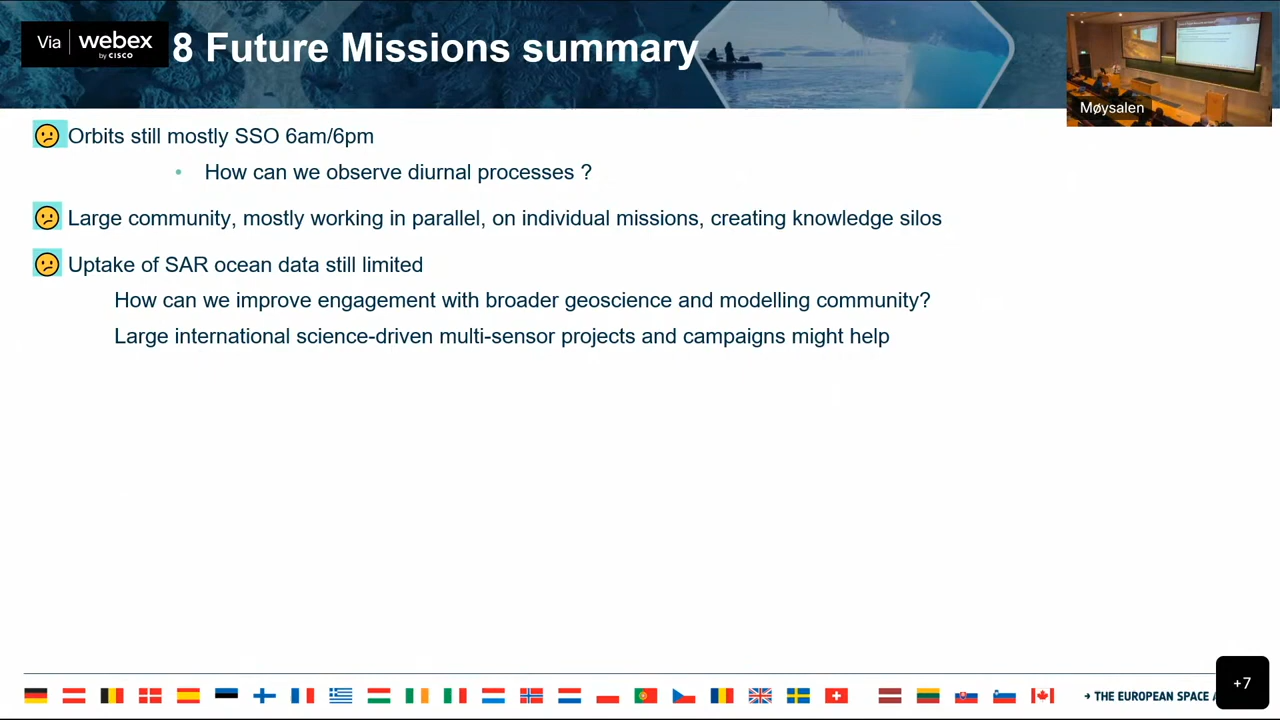 Via webex
by CISCO
8 Future Missions summary
Møysalen
Orbits still mostly SSO 6am/6pm
• How can we observe diurnal processes ?
Large community, mostly working in parallel, on individual missions, creating knowledge silos
Uptake of SAR ocean data still limited
How can we improve engagement with broader geoscience and modelling community?
Large international science-driven multi-sensor projects and campaigns might help
→ THE EUROPEAN SPACE
+7